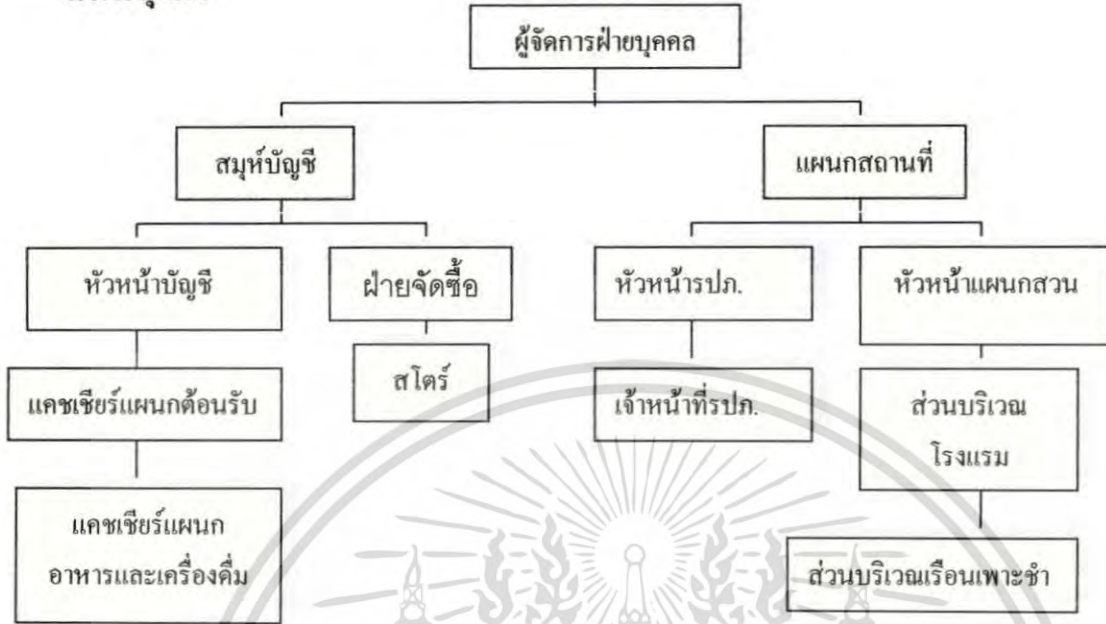 ผู้จัดการฝ่ายบุคคล
สมุห์บัญชี
แผนกสถานที่
หัวหน้าบัญชี
ฝ่ายจัดซื้อ
หัวหน้ารปภ.
หัวหน้าแผนกสวน
แคชเชียร์แผนกต้อนรับ
สโตร์
เจ้าหน้าที่รปภ.
ส่วนบริเวณ
โรงแรม
แคชเชียร์แผนก
อาหารและเครื่องดื่ม
ส่วนบริเวณเรือนเพาะชำ